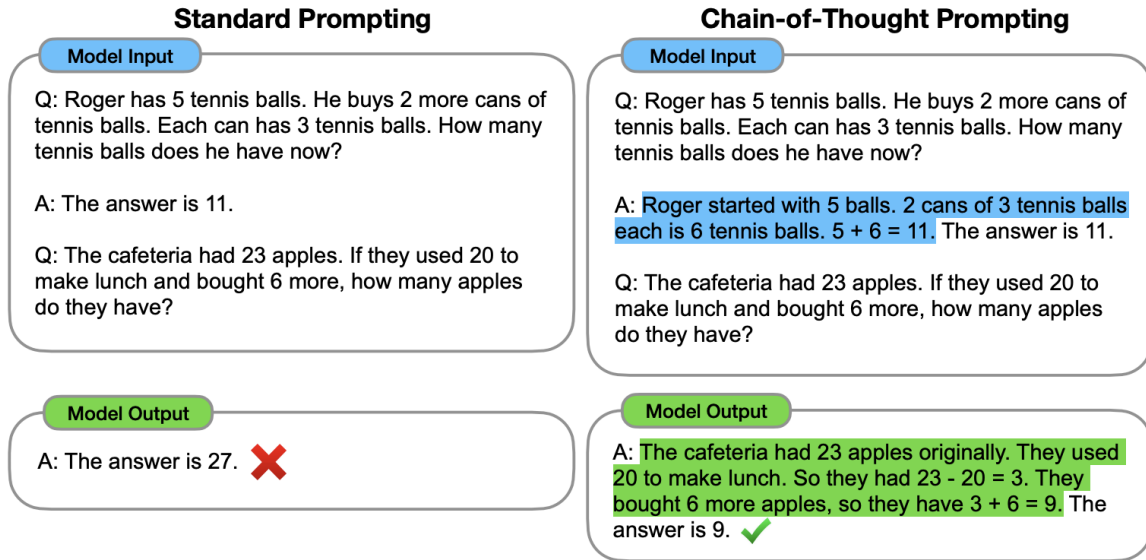 Standard Prompting
Model Input
Q: Roger has 5 tennis balls. He buys 2 more cans of
tennis balls. Each can has 3 tennis balls. How many
tennis balls does he have now?
A: The answer is 11.
Q: The cafeteria had 23 apples. If they used 20 to
make lunch and bought 6 more, how many apples
do they have?
Model Output
A: The answer is 27.
Chain-of-Thought Prompting
Model Input
Q: Roger has 5 tennis balls. He buys 2 more cans of
tennis balls. Each can has 3 tennis balls. How many
tennis balls does he have now?
A: Roger started with 5 balls. 2 cans of 3 tennis balls
each is 6 tennis balls. 5 + 6 = 11. The answer is 11.
Q: The cafeteria had 23 apples. If they used 20 to
make lunch and bought 6 more, how many apples
do they have?
Model Output
A: The cafeteria had 23 apples originally. They used
20 to make lunch. So they had 23 - 20 = 3. They
bought 6 more apples, so they have 3 + 6 = 9. The
answer is 9.